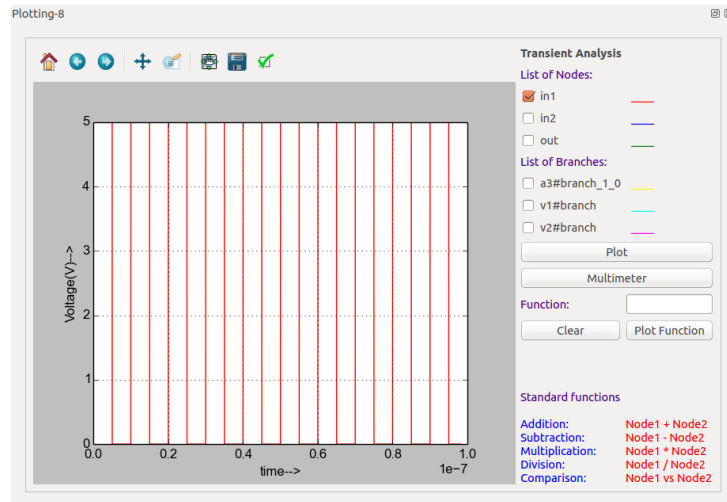 Plotting-8
Transient Analysis
List of Nodes:
in1
in2
out
List of Branches:
a3#branch_1_0
v1#branch
v2#branch
Plot
Multimeter
Function:
Clear Plot Function
Standard functions
Addition: Node1 + Node2
Subtraction: Node1 - Node2
Multiplication: Node1 * Node2
Division: Node1 / Node2
Comparison: Node1 vs Node2
5
4
3
2
1
0
Voltage(V)-->
0.0 0.2 0.4 0.6 0.8 1.0
time-->
1e-7